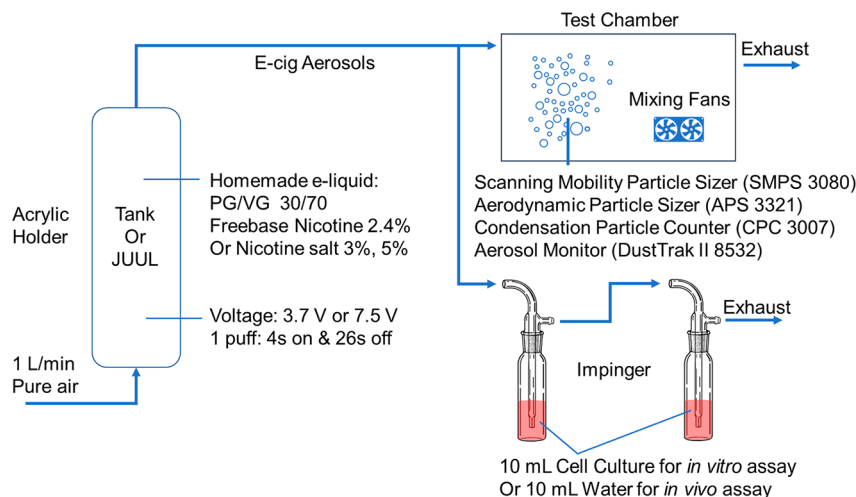 Test Chamber
Exhaust
E-cig Aerosols
Mixing Fans
Scanning Mobility Particle Sizer (SMPS 3080)
Aerodynamic Particle Sizer (APS 3321)
Condensation Particle Counter (CPC 3007)
Aerosol Monitor (DustTrak II 8532)
Acrylic
Holder
Tank
Or
JUUL
Homemade e-liquid:
PG/VG 30/70
Freebase Nicotine 2.4%
Or Nicotine salt 3%, 5%
Voltage: 3.7 V or 7.5 V
1 puff: 4s on & 26s off
1 L/min
Pure air
Exhaust
Impinger
10 mL Cell Culture for in vitro assay
Or 10 mL Water for in vivo assay